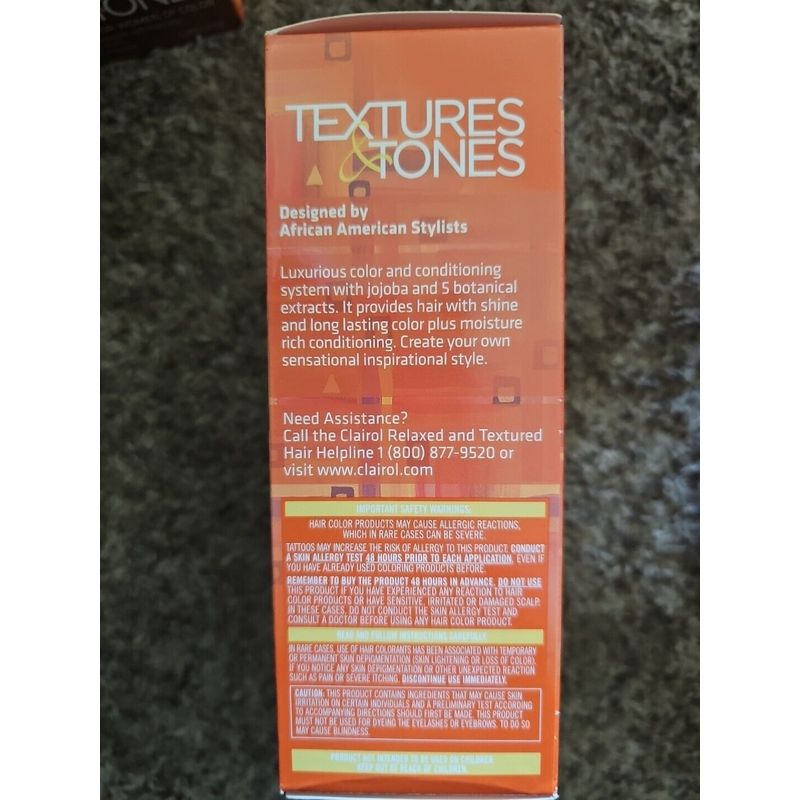 TEXTURES
& TONES
Designed by
African American Stylists
Luxurious color and conditioning
system with jojoba and 5 botanical
extracts. It provides hair with shine
and long lasting color plus moisture
rich conditioning. Create your own
sensational inspirational style.
Need Assistance?
Call the Clairol Relaxed and Textured
Hair Helpline 1 (800) 877-9520 or
visit www.clairol.com
IMPORTANT SAFETY WARNINGS:
HAIR COLOR PRODUCTS MAY CAUSE ALLERGIC REACTIONS,
WHICH IN RARE CASES CAN BE SEVERE.
TATTOOS MAY INCREASE THE RISK OF ALLERGY TO THIS PRODUCT. CONDUCT
A SKIN ALLERGY TEST 48 HOURS PRIOR TO EACH APPLICATION, EVEN IF
YOU HAVE ALREADY USED COLORING PRODUCTS BEFORE.
REMEMBER TO BUY THE PRODUCT 48 HOURS IN ADVANCE. DO NOT USE
THIS PRODUCT IF YOU HAVE EXPERIENCED ANY REACTION TO HAIR
COLOR PRODUCTS OR HAVE SENSITIVE, IRRITATED OR DAMAGED SCALP.
IN THESE CASES, DO NOT CONDUCT THE SKIN ALLERGY TEST AND
CONSULT A DOCTOR BEFORE USING ANY HAIR COLOR PRODUCT.
READ AND FOLLOW INSTRUCTIONS CAREFULLY
IN RARE CASES, USE OF HAIR COLORANTS HAS BEEN ASSOCIATED WITH TEMPORARY
OR PERMANENT SKIN DEPIGMENTATION (SKIN LIGHTENING OR LOSS OF COLOR).
IF YOU NOTICE ANY SKIN DEPIGMENTATION OR OTHER UNEXPECTED REACTION
SUCH AS PAIN OR SEVERE ITCHING, DISCONTINUE USE IMMEDIATELY.
CAUTION: THIS PRODUCT CONTAINS INGREDIENTS THAT MAY CAUSE SKIN
IRRITATION ON CERTAIN INDIVIDUALS AND A PRELIMINARY TEST ACCORDING
TO ACCOMPANYING DIRECTIONS SHOULD FIRST BE MADE. THIS PRODUCT
MUST NOT BE USED FOR DYEING THE EYELASHES OR EYEBROWS. TO DO SO
MAY CAUSE BLINDNESS.
PRODUCT NOT INTENDED TO BE USED ON CHILDREN.
KEEP OUT OF REACH OF CHILDREN.